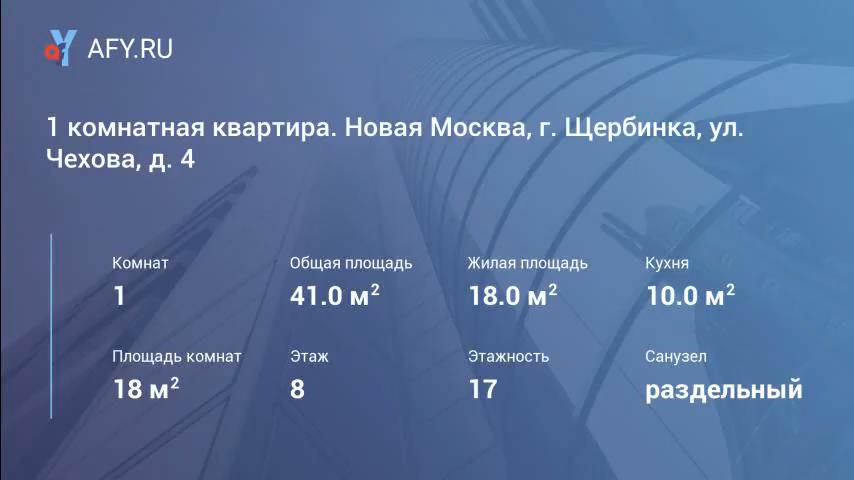 AFY.RU
1 комнатная квартира. Новая Москва, г. Щербинка, ул.
Чехова, д. 4
Комнат
1
Общая площадь
41.0 м²
Жилая площадь
18.0 м²
Кухня
10.0 м²
Площадь комнат
18 м²
Этаж
8
Этажность
17
Санузел
раздельный